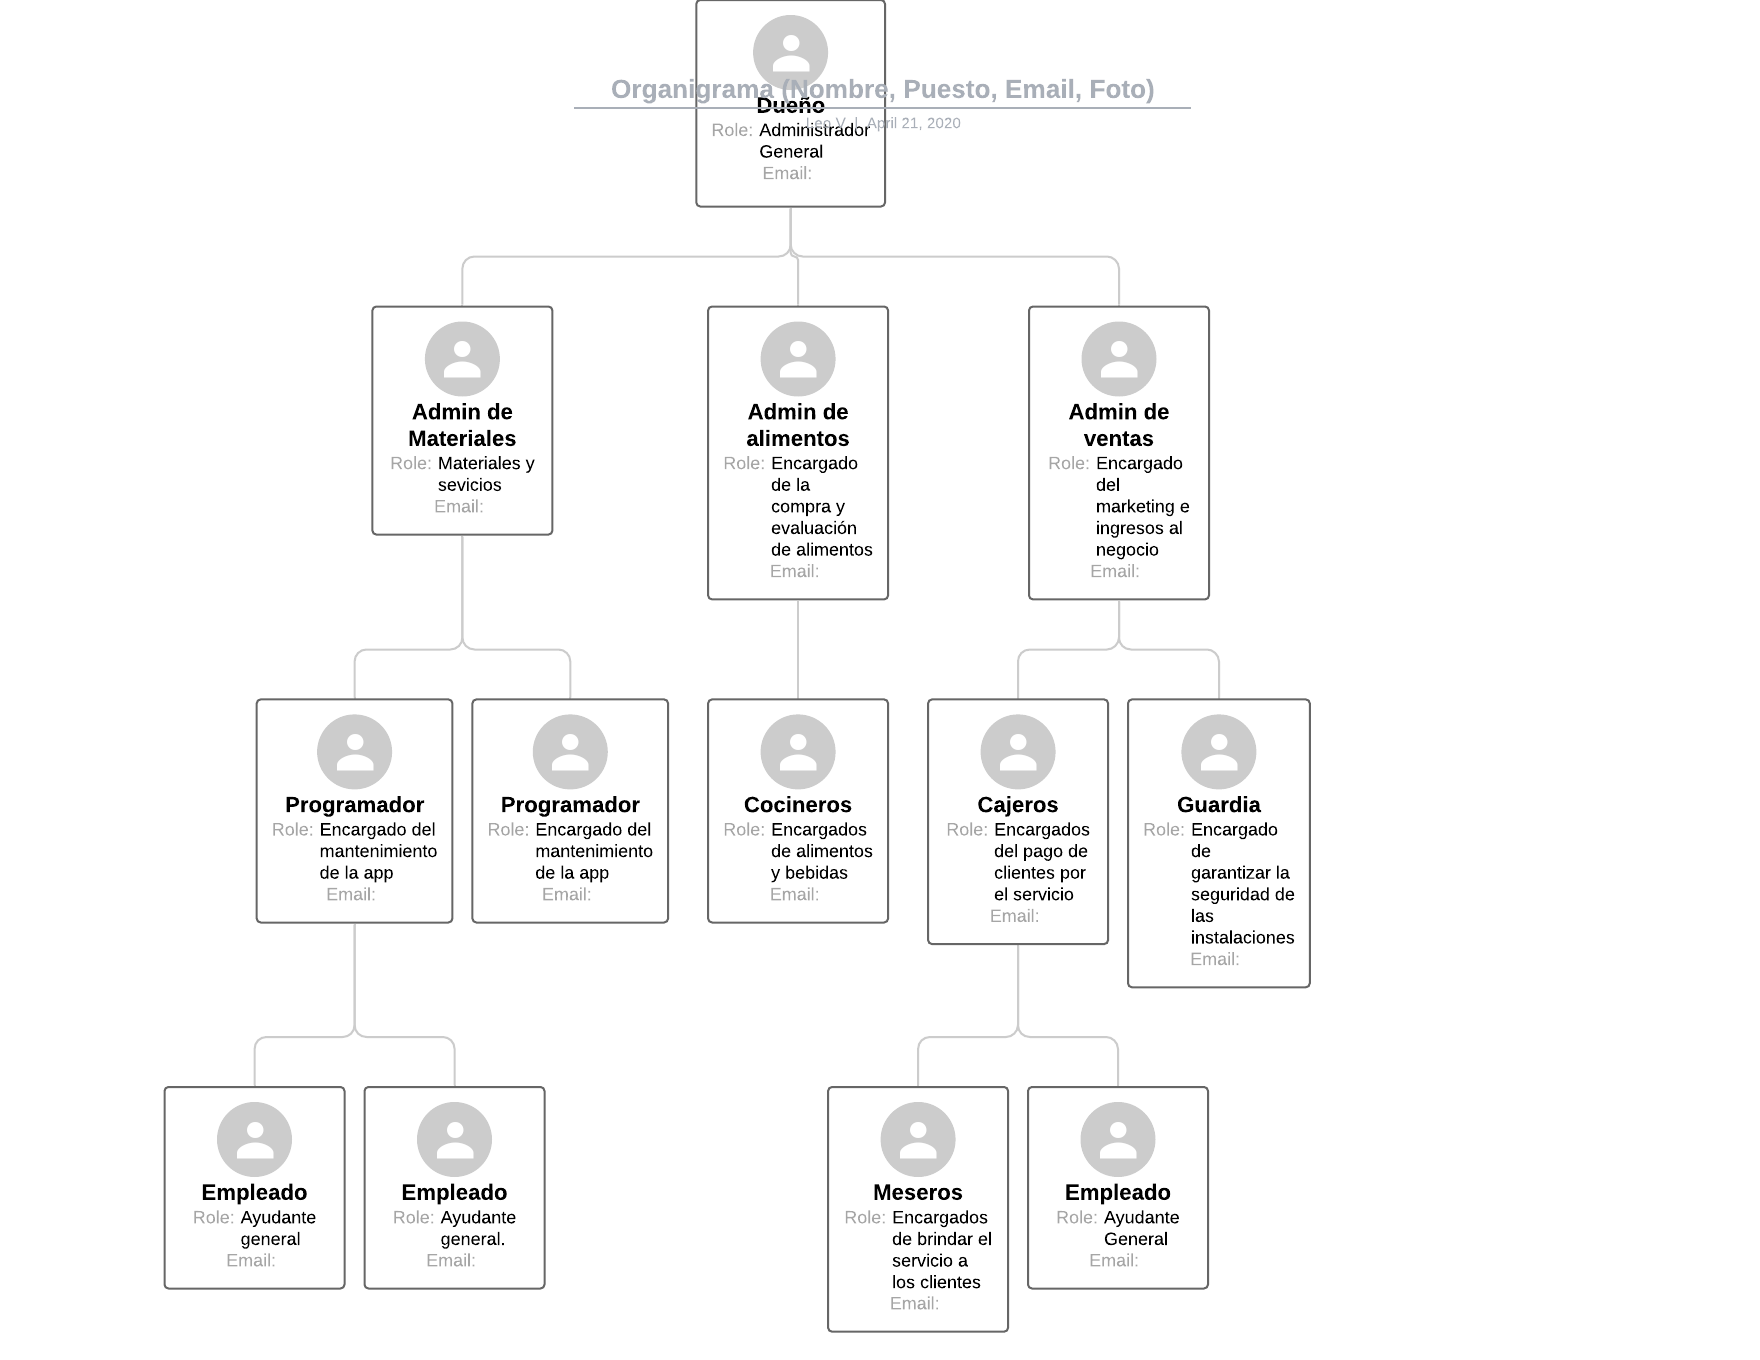 Organigrama (Nombre, Puesto, Email, Foto)
Leo V | April 21, 2020
Dueño
Role: Administrador
General
Email:
Admin de
Materiales
Role: Materiales y
sevicios
Email:
Admin de
alimentos
Role: Encargado
de la
compra y
evaluación
de alimentos
Email:
Admin de
ventas
Role: Encargado
del
marketing e
ingresos al
negocio
Email:
Programador
Role: Encargado del
mantenimiento
de la app
Email:
Programador
Role: Encargado del
mantenimiento
de la app
Email:
Cocineros
Role: Encargados
de alimentos
y bebidas
Email:
Cajeros
Role: Encargados
del pago de
clientes por
el servicio
Email:
Guardia
Role: Encargado
de
garantizar la
seguridad de
las
instalaciones
Email:
Empleado
Role: Ayudante
general
Email:
Empleado
Role: Ayudante
general.
Email:
Meseros
Role: Encargados
de brindar el
servicio a
los clientes
Email:
Empleado
Role: Ayudante
General
Email: